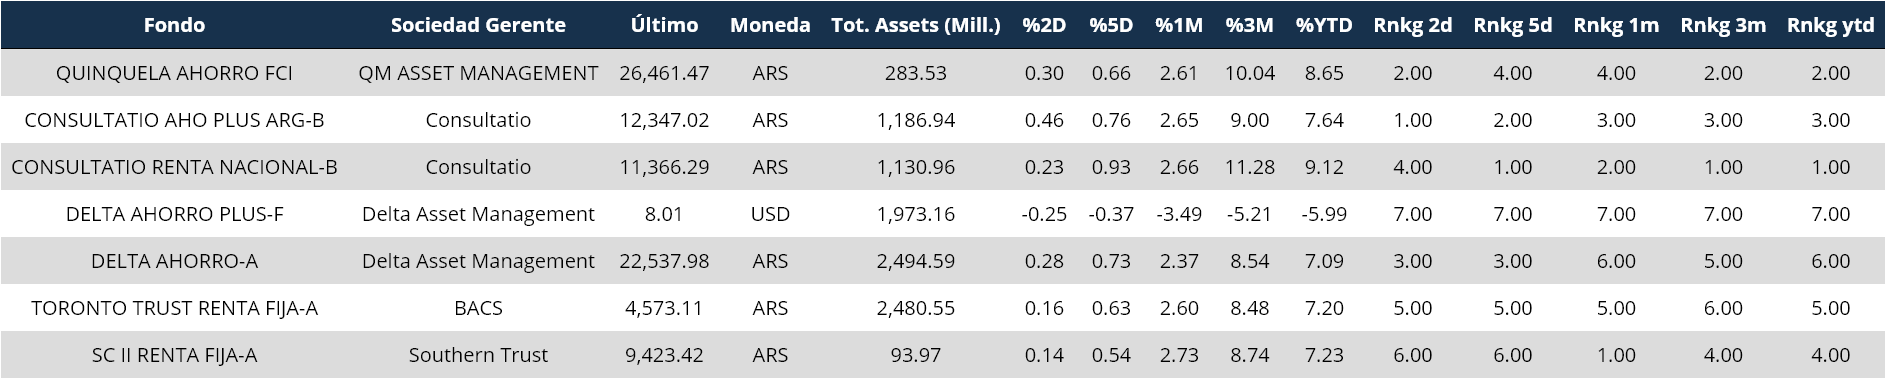 Fondo Sociedad Gerente Último Moneda Tot. Assets (Mill.) %2D %5D %1M %3M %YTD Rnkg 2d Rnkg 5d Rnkg 1m Rnkg 3m Rnkg ytd
QUINQUELA AHORRO FCI QM ASSET MANAGEMENT 26,461.47 ARS 283.53 0.30 0.66 2.61 10.04 8.65 2.00 4.00 4.00 2.00 2.00
CONSULTATIO AHO PLUS ARG-B Consultatio 12,347.02 ARS 1,186.94 0.46 0.76 2.65 9.00 7.64 1.00 2.00 3.00 3.00 3.00
CONSULTATIO RENTA NACIONAL-B Consultatio 11,366.29 ARS 1,130.96 0.23 0.93 2.66 11.28 9.12 4.00 1.00 2.00 1.00 1.00
DELTA AHORRO PLUS-F Delta Asset Management 8.01 USD 1,973.16 -0.25 -0.37 -3.49 -5.21 -5.99 7.00 7.00 7.00 7.00 7.00
DELTA AHORRO-A Delta Asset Management 22,537.98 ARS 2,494.59 0.28 0.73 2.37 8.54 7.09 3.00 3.00 6.00 5.00 6.00
TORONTO TRUST RENTA FIJA-A BACS 4,573.11 ARS 2,480.55 0.16 0.63 2.60 8.48 7.20 5.00 5.00 5.00 6.00 5.00
SC II RENTA FIJA-A Southern Trust 9,423.42 ARS 93.97 0.14 0.54 2.73 8.74 7.23 6.00 6.00 1.00 4.00 4.00